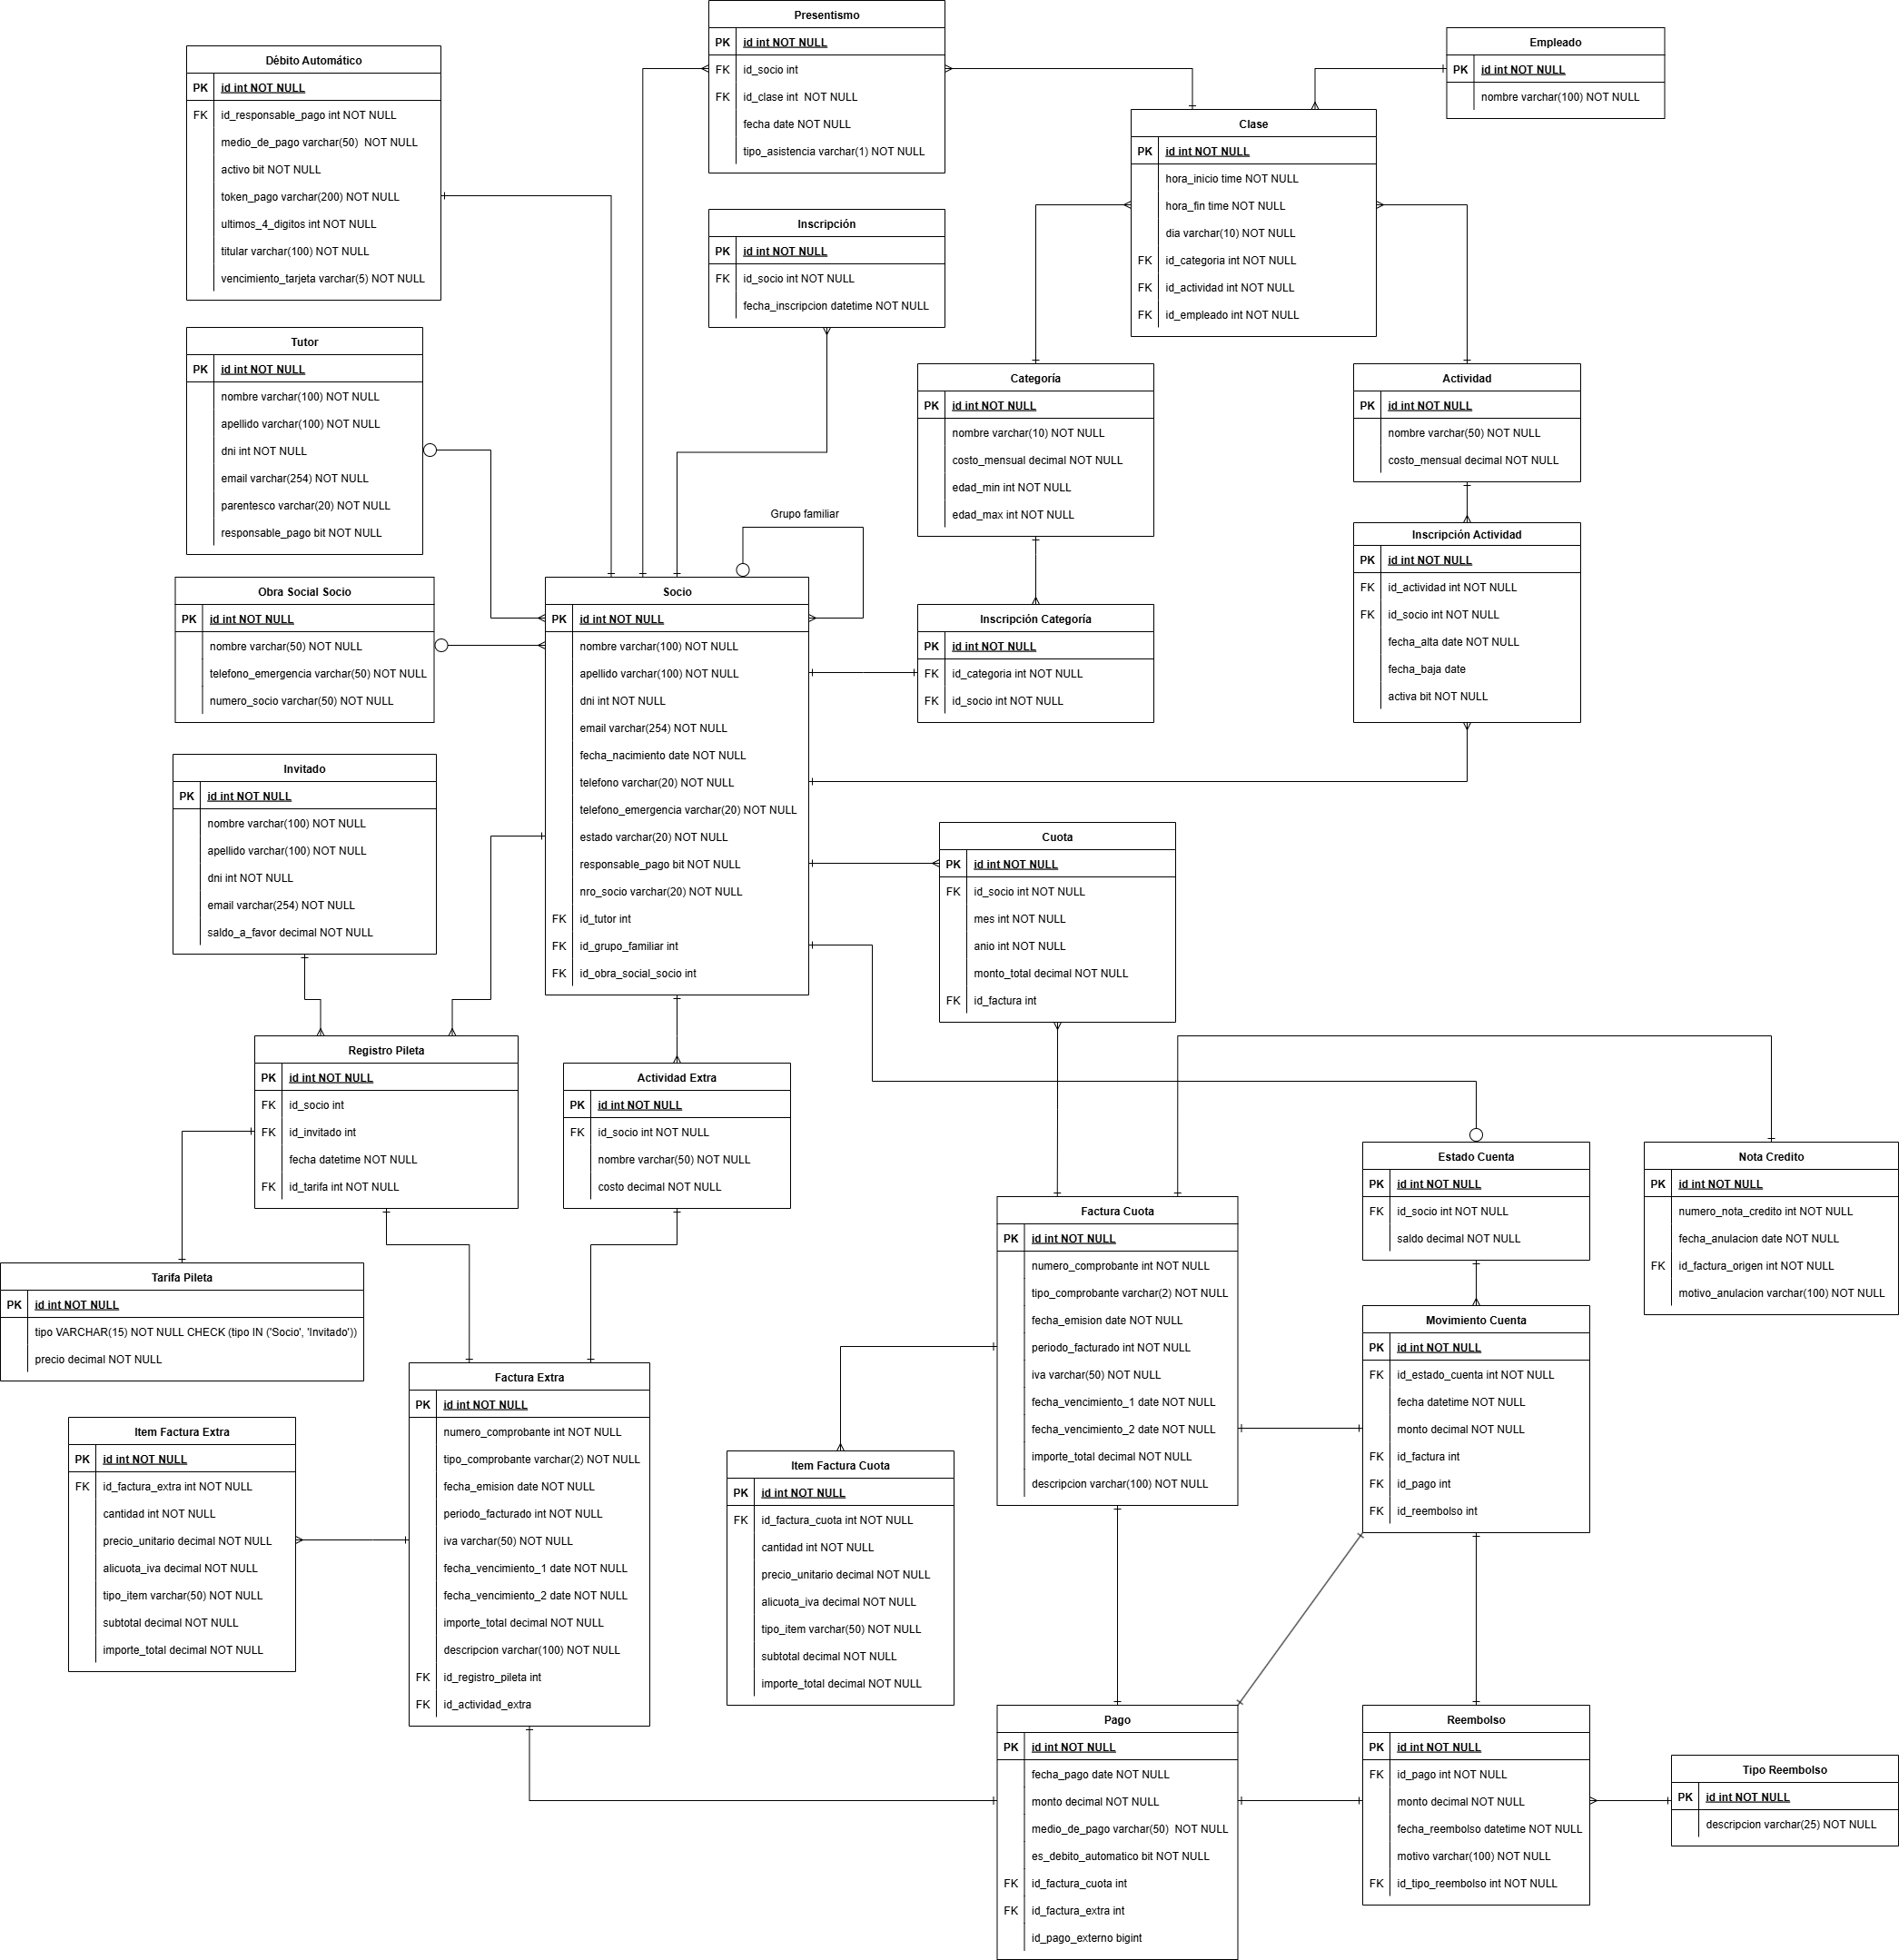 Presentismo
PK id int NOT NULL
FK id_socio int
FK id_clase int  NOT NULL
fecha date NOT NULL
tipo_asistencia varchar(1) NOT NULL
Empleado
PK id int NOT NULL
nombre varchar(100) NOT NULL
Débito Automático
PK id int NOT NULL
FK id_responsable_pago int NOT NULL
medio_de_pago varchar(50)  NOT NULL
activo bit NOT NULL
token_pago varchar(200) NOT NULL
ultimos_4_digitos int NOT NULL
titular varchar(100) NOT NULL
vencimiento_tarjeta varchar(5) NOT NULL
Clase
PK id int NOT NULL
hora_inicio time NOT NULL
hora_fin time NOT NULL
dia varchar(10) NOT NULL
FK id_categoria int NOT NULL
FK id_actividad int NOT NULL
FK id_empleado int NOT NULL
Inscripción
PK id int NOT NULL
FK id_socio int NOT NULL
fecha_inscripcion datetime NOT NULL
Tutor
PK id int NOT NULL
nombre varchar(100) NOT NULL
apellido varchar(100) NOT NULL
dni int NOT NULL
email varchar(254) NOT NULL
parentesco varchar(20) NOT NULL
responsable_pago bit NOT NULL
Categoría
PK id int NOT NULL
nombre varchar(10) NOT NULL
costo_mensual decimal NOT NULL
edad_min int NOT NULL
edad_max int NOT NULL
Actividad
PK id int NOT NULL
nombre varchar(50) NOT NULL
costo_mensual decimal NOT NULL
Grupo familiar
Inscripción Actividad
PK id int NOT NULL
FK id_actividad int NOT NULL
FK id_socio int NOT NULL
fecha_alta date NOT NULL
fecha_baja date
activa bit NOT NULL
Obra Social Socio
PK id int NOT NULL
nombre varchar(50) NOT NULL
telefono_emergencia varchar(50) NOT NULL
numero_socio varchar(50) NOT NULL
Socio
PK id int NOT NULL
nombre varchar(100) NOT NULL
apellido varchar(100) NOT NULL
dni int NOT NULL
email varchar(254) NOT NULL
fecha_nacimiento date NOT NULL
telefono varchar(20) NOT NULL
telefono_emergencia varchar(20) NOT NULL
estado varchar(20) NOT NULL
responsable_pago bit NOT NULL
nro_socio varchar(20) NOT NULL
FK id_tutor int
FK id_grupo_familiar int
FK id_obra_social_socio int
Inscripción Categoría
PK id int NOT NULL
FK id_categoria int NOT NULL
FK id_socio int NOT NULL
Invitado
PK id int NOT NULL
nombre varchar(100) NOT NULL
apellido varchar(100) NOT NULL
dni int NOT NULL
email varchar(254) NOT NULL
saldo_a_favor decimal NOT NULL
Cuota
PK id int NOT NULL
FK id_socio int NOT NULL
mes int NOT NULL
anio int NOT NULL
monto_total decimal NOT NULL
FK id_factura int
Registro Pileta
PK id int NOT NULL
FK id_socio int
FK id_invitado int
fecha datetime NOT NULL
FK id_tarifa int NOT NULL
Actividad Extra
PK id int NOT NULL
FK id_socio int NOT NULL
nombre varchar(50) NOT NULL
costo decimal NOT NULL
Estado Cuenta
PK id int NOT NULL
FK id_socio int NOT NULL
saldo decimal NOT NULL
Nota Credito
PK id int NOT NULL
numero_nota_credito int NOT NULL
fecha_anulacion date NOT NULL
FK id_factura_origen int NOT NULL
motivo_anulacion varchar(100) NOT NULL
Factura Cuota
PK id int NOT NULL
numero_comprobante int NOT NULL
tipo_comprobante varchar(2) NOT NULL
fecha_emision date NOT NULL
periodo_facturado int NOT NULL
iva varchar(50) NOT NULL
fecha_vencimiento_1 date NOT NULL
fecha_vencimiento_2 date NOT NULL
importe_total decimal NOT NULL
descripcion varchar(100) NOT NULL
Tarifa Pileta
PK id int NOT NULL
tipo VARCHAR(15) NOT NULL CHECK (tipo IN ('Socio', 'Invitado'))
precio decimal NOT NULL
Movimiento Cuenta
PK id int NOT NULL
FK id_estado_cuenta int NOT NULL
fecha datetime NOT NULL
monto decimal NOT NULL
FK id_factura int
FK id_pago int
FK id_reembolso int
Factura Extra
PK id int NOT NULL
numero_comprobante int NOT NULL
tipo_comprobante varchar(2) NOT NULL
fecha_emision date NOT NULL
periodo_facturado int NOT NULL
iva varchar(50) NOT NULL
fecha_vencimiento_1 date NOT NULL
fecha_vencimiento_2 date NOT NULL
importe_total decimal NOT NULL
descripcion varchar(100) NOT NULL
FK id_registro_pileta int
FK id_actividad_extra
Item Factura Extra
PK id int NOT NULL
FK id_factura_extra int NOT NULL
cantidad int NOT NULL
precio_unitario decimal NOT NULL
alicuota_iva decimal NOT NULL
tipo_item varchar(50) NOT NULL
subtotal decimal NOT NULL
importe_total decimal NOT NULL
Item Factura Cuota
PK id int NOT NULL
FK id_factura_cuota int NOT NULL
cantidad int NOT NULL
precio_unitario decimal NOT NULL
alicuota_iva decimal NOT NULL
tipo_item varchar(50) NOT NULL
subtotal decimal NOT NULL
importe_total decimal NOT NULL
Pago
PK id int NOT NULL
fecha_pago date NOT NULL
monto decimal NOT NULL
medio_de_pago varchar(50)  NOT NULL
es_debito_automatico bit NOT NULL
FK id_factura_cuota int
FK id_factura_extra int
id_pago_externo bigint
Reembolso
PK id int NOT NULL
FK id_pago int NOT NULL
monto decimal NOT NULL
fecha_reembolso datetime NOT NULL
motivo varchar(100) NOT NULL
FK id_tipo_reembolso int NOT NULL
Tipo Reembolso
PK id int NOT NULL
descripcion varchar(25) NOT NULL